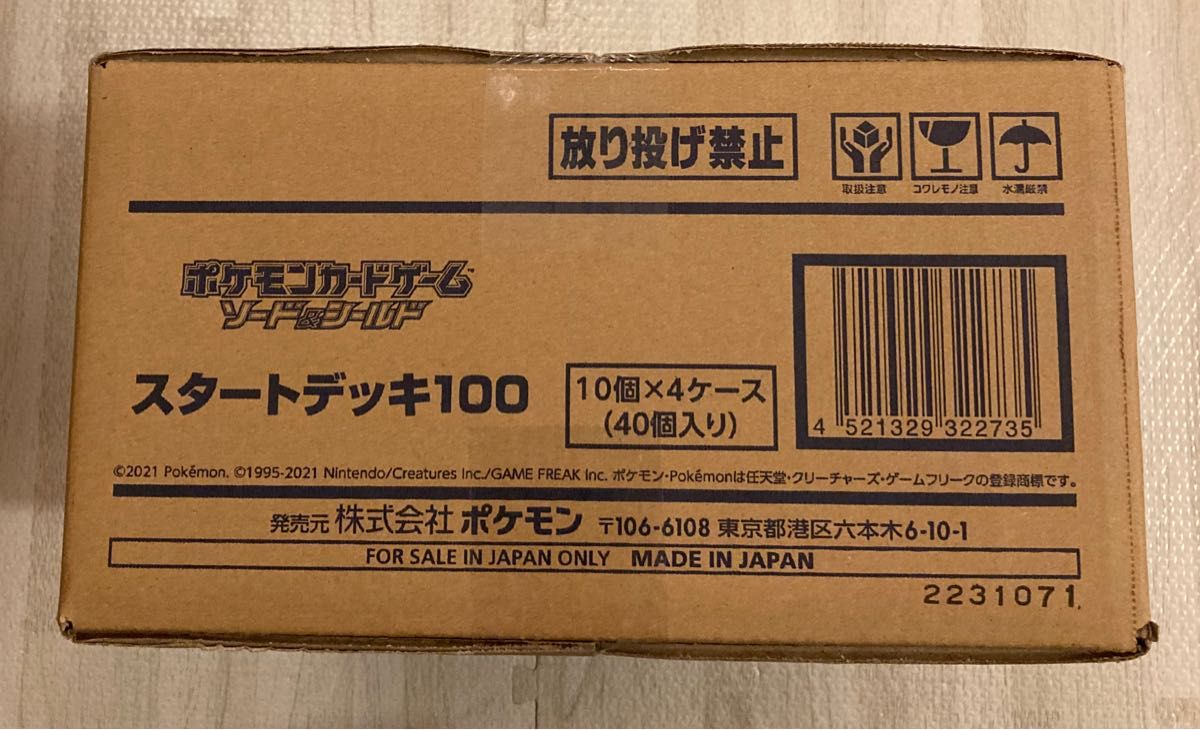 放り投げ禁止
取扱注意
コワレモノ注意
水濡厳禁
ポケモンカードゲーム™
ソード&シールド
スタートデッキ100
10個×4ケース
(40個入り)
4 521329 322735
©2021 Pokémon. ©1995-2021 Nintendo/Creatures Inc./GAME FREAK inc. ポケモン・Pokémonは任天堂・クリーチャーズ・ゲームフリークの登録商標です。
発売元 株式会社 ポケモン 〒106-6108 東京都港区六本木6-10-1
FOR SALE IN JAPAN ONLY MADE IN JAPAN
2231071